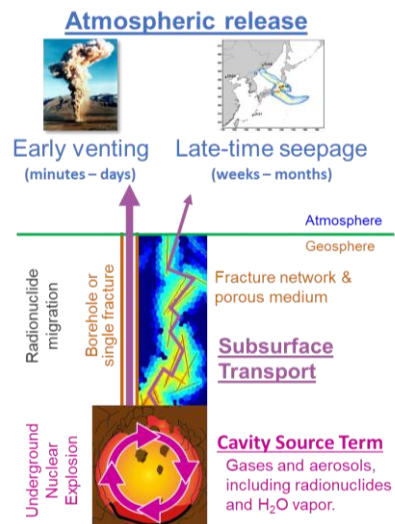 Atmospheric release
Early venting
(minutes – days)
Late-time seepage
(weeks – months)
Atmosphere
Geosphere
Radionuclide
migration
Borehole or
single fracture
Fracture network &
porous medium
Subsurface
Transport
Underground
Nuclear
Explosion
Cavity Source Term
Gases and aerosols,
including radionuclides
and H₂O vapor.